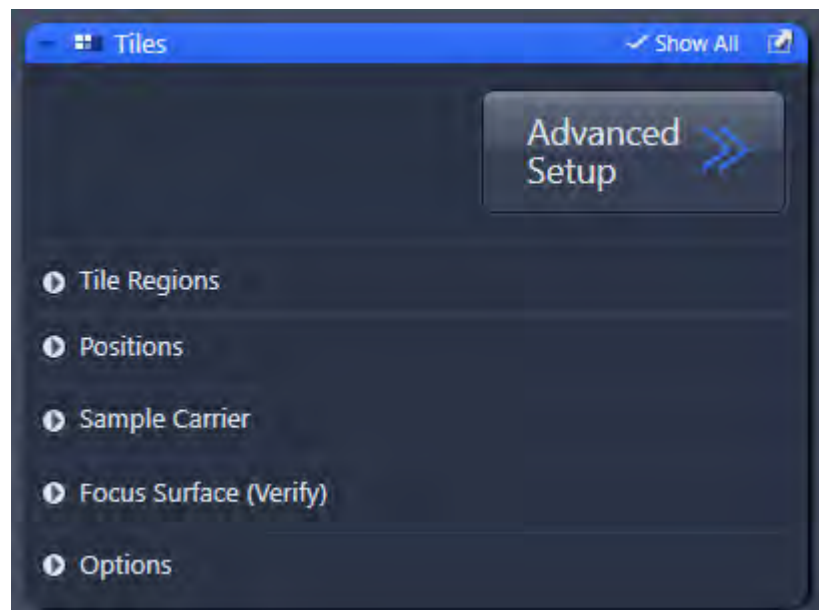 Tiles
Show All
Advanced
Setup
Tile Regions
Positions
Sample Carrier
Focus Surface (Verify)
Options